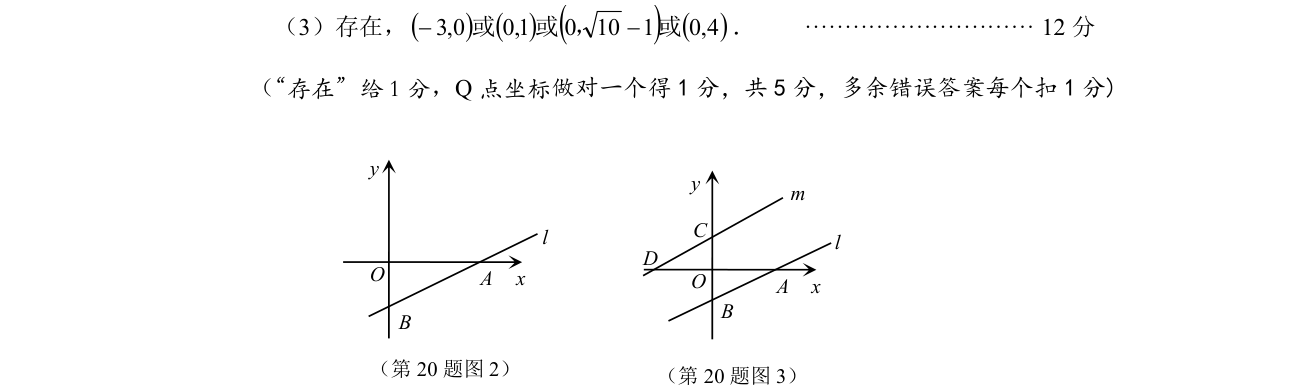 （3）存在，(－3,0)或(0,1)或(0,√10－1)或(0,4)． ………………………… 12 分
（“存在”给 1 分，Q 点坐标做对一个得 1 分，共 5 分，多余错误答案每个扣 1 分）
y
l
O
A
x
B
（第 20 题图 2）
y
m
C
l
D
O
A
x
B
（第 20 题图 3）